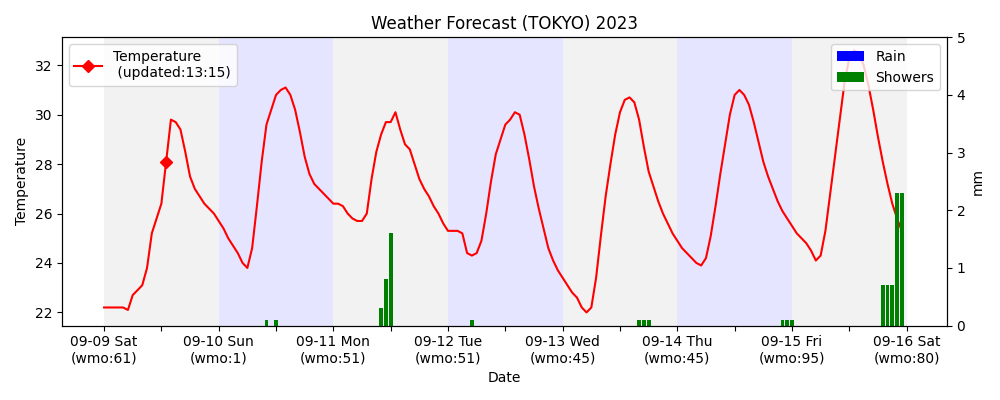 Weather Forecast (TOKYO) 2023
Temperature
(updated:13:15)
Rain
Showers
Temperature
32
30
28
26
24
22
5
4
3
2
1
0
mm
09-09 Sat
(wmo:61)
09-10 Sun
(wmo:1)
09-11 Mon
(wmo:51)
09-12 Tue
(wmo:51)
09-13 Wed
(wmo:45)
09-14 Thu
(wmo:45)
09-15 Fri
(wmo:95)
09-16 Sat
(wmo:80)
Date